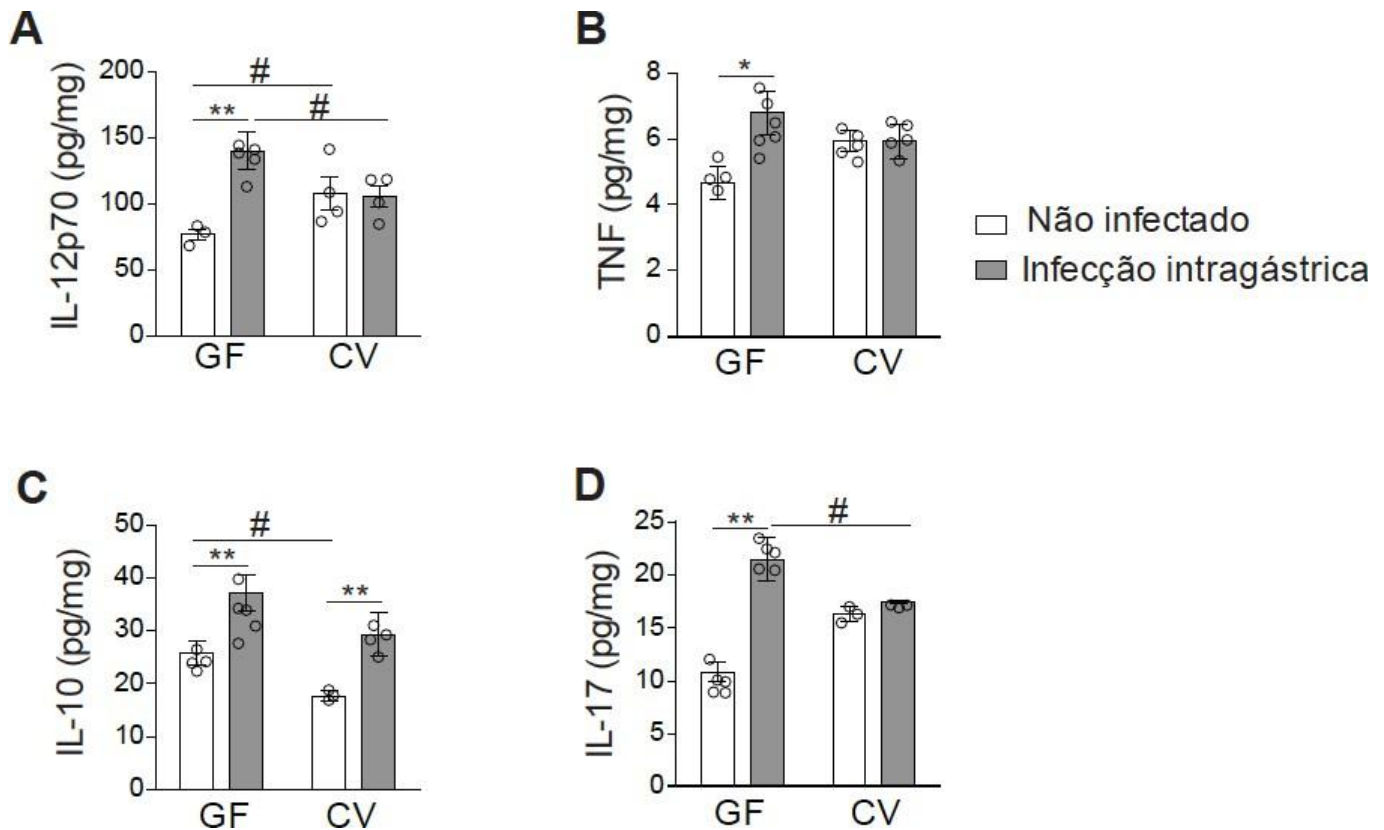 A
IL-12p70 (pg/mg)
200
150
100
50
0
#
**
#
GF
CV
B
TNF (pg/mg)
8
6
4
2
0
*
GF
CV
Não infectado
Infecção intragástrica
C
IL-10 (pg/mg)
50
40
30
20
10
0
#
**
**
GF
CV
D
IL-17 (pg/mg)
25
20
15
10
5
0
**
#
GF
CV